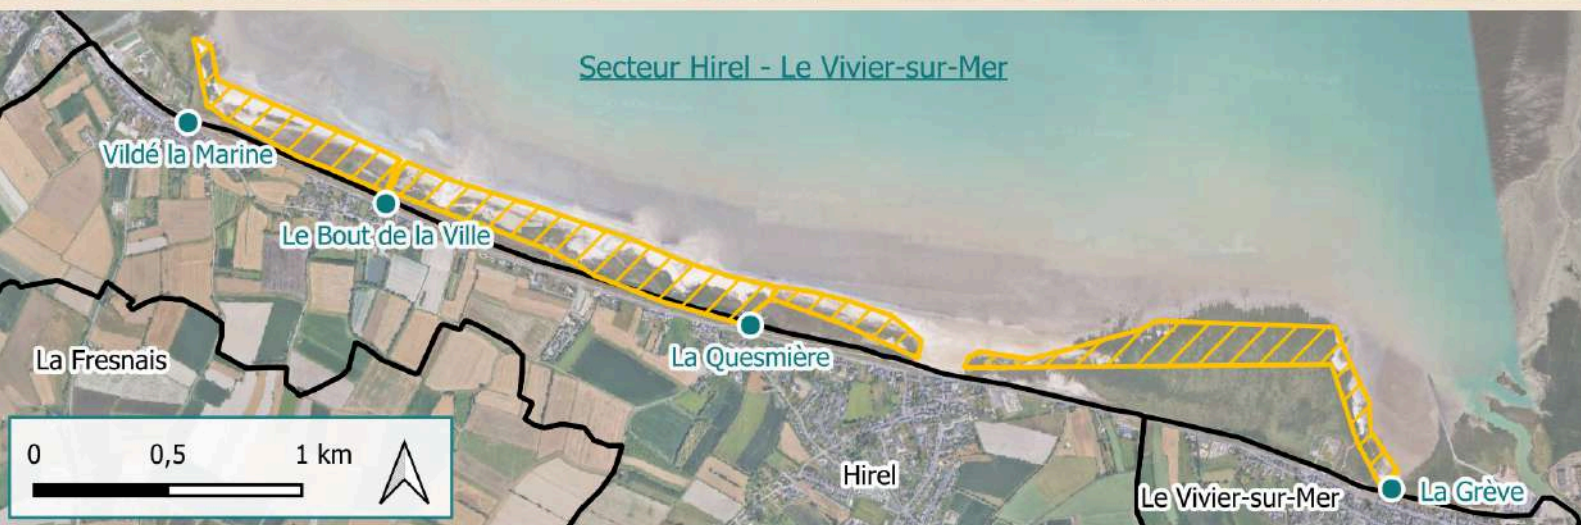 Secteur Hirel - Le Vivier-sur-Mer
Vildé la Marine
Le Bout de la Ville
La Quesmière
La Fresnais
0 0,5 1 km
Hirel
Le Vivier-sur-Mer
La Grève